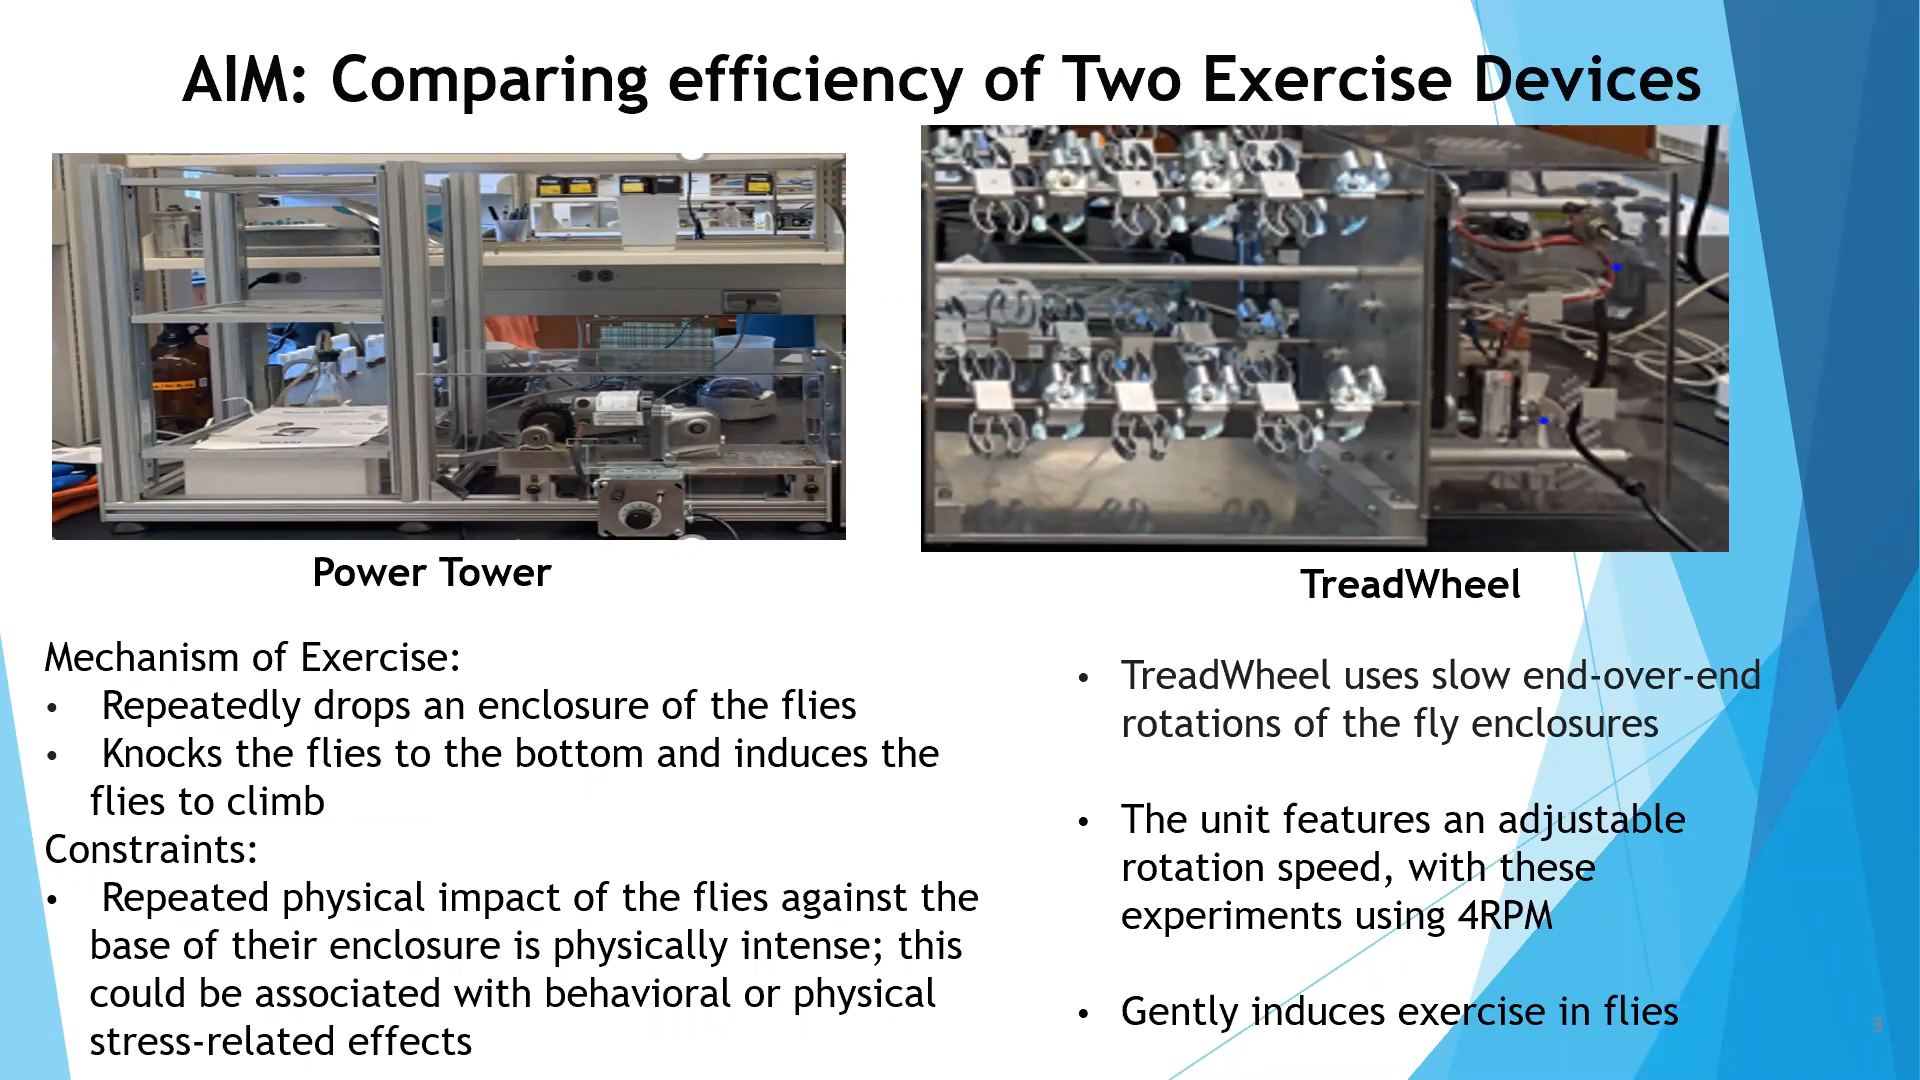 AIM: Comparing efficiency of Two Exercise Devices
Power Tower
Mechanism of Exercise:
• Repeatedly drops an enclosure of the flies
• Knocks the flies to the bottom and induces the
flies to climb
Constraints:
• Repeated physical impact of the flies against the
base of their enclosure is physically intense; this
could be associated with behavioral or physical
stress-related effects
TreadWheel
• TreadWheel uses slow end-over-end
rotations of the fly enclosures
• The unit features an adjustable
rotation speed, with these
experiments using 4RPM
• Gently induces exercise in flies
3